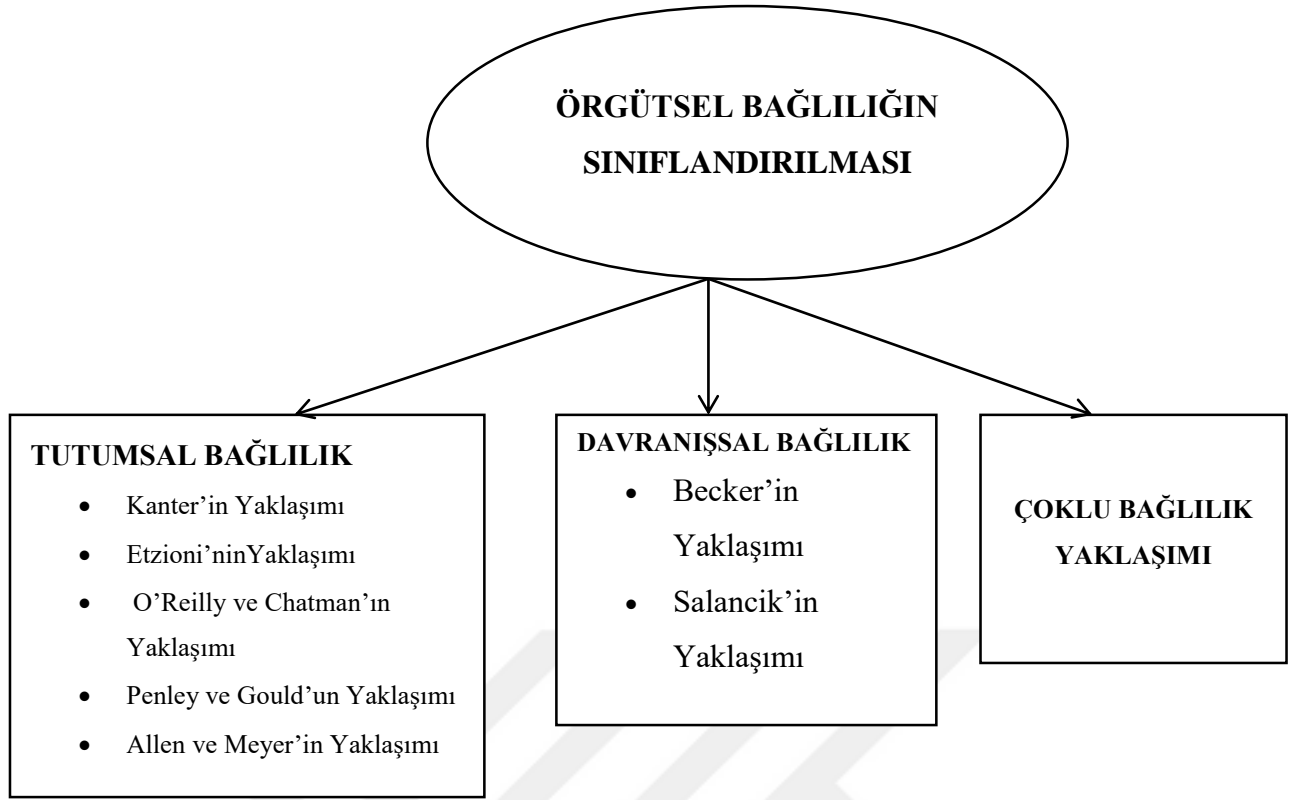 ÖRGÜTSEL BAĞLILIĞIN
SINIFLANDIRILMASI
TUTUMSAL BAĞLILIK
• Kanter’in Yaklaşımı
• Etzioni’ninYaklaşımı
• O’Reilly ve Chatman’ın
Yaklaşımı
• Penley ve Gould’un Yaklaşımı
• Allen ve Meyer’in Yaklaşımı
DAVRANIŞSAL BAĞLILIK
• Becker’in
Yaklaşımı
• Salancik’in
Yaklaşımı
ÇOKLU BAĞLILIK
YAKLAŞIMI